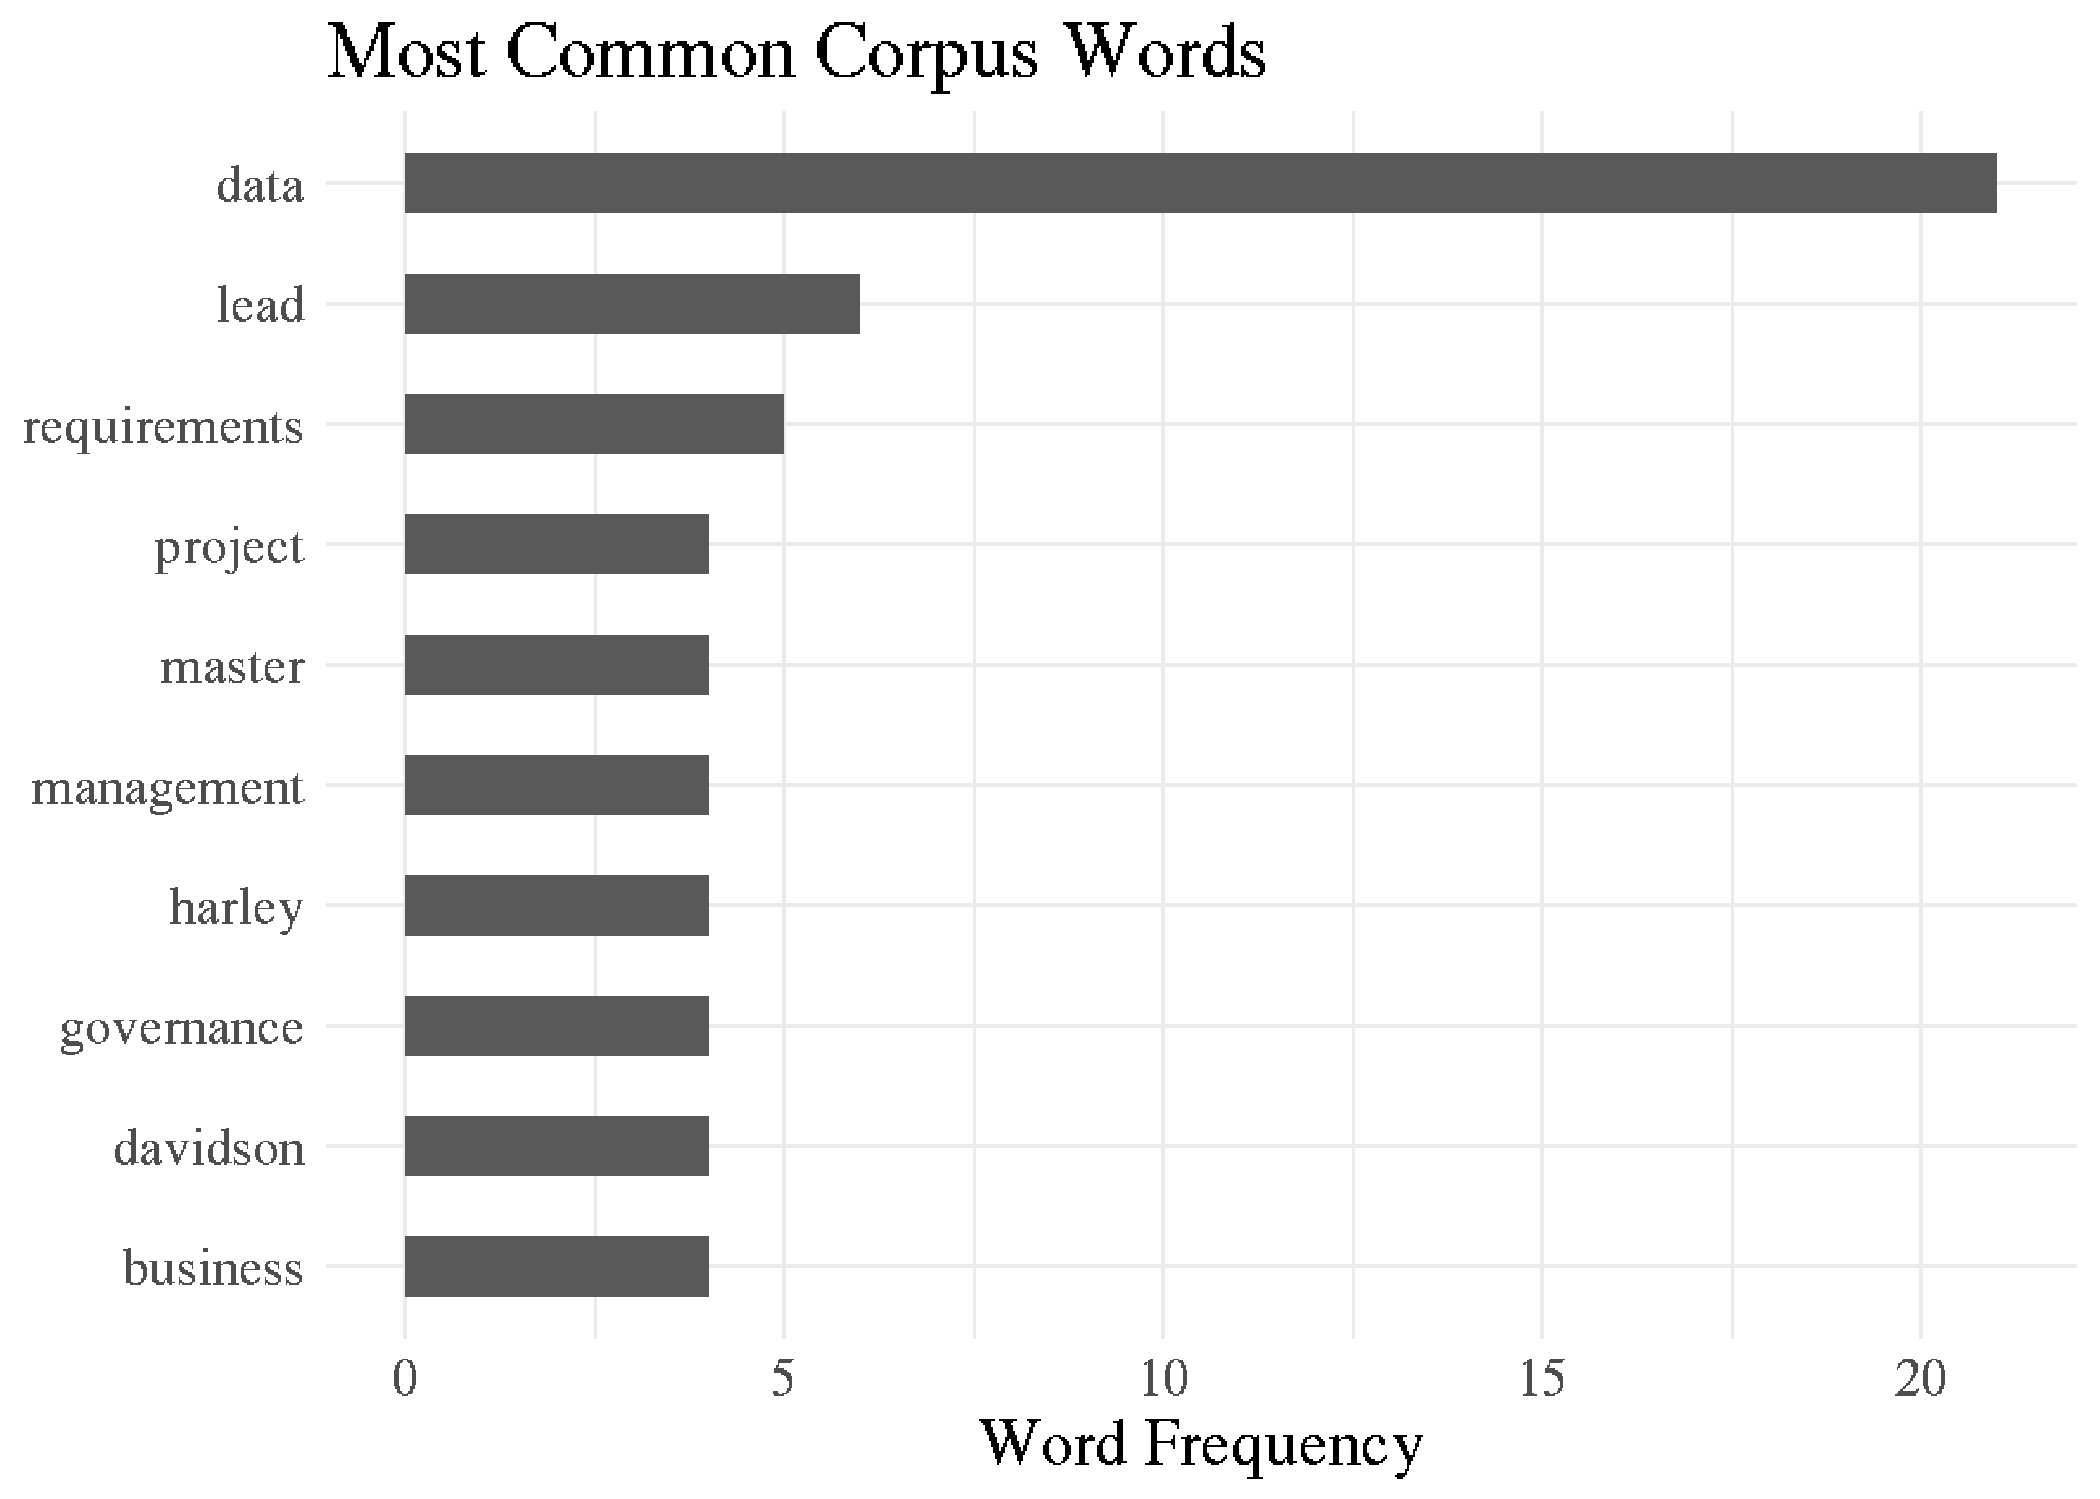 Most Common Corpus Words
data
lead
requirements
project
master
management
harley
governance
davidson
business
0 5 10 15 20
Word Frequency